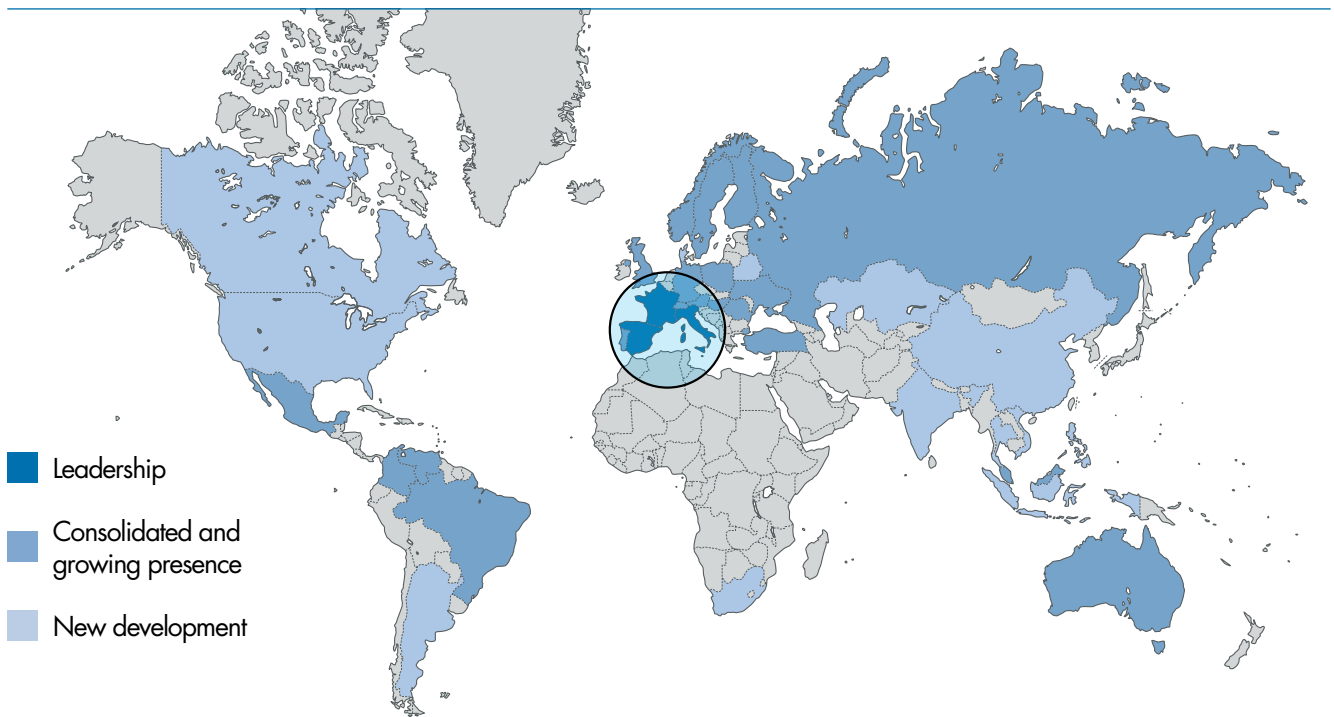 Leadership
Consolidated and
growing presence
New development